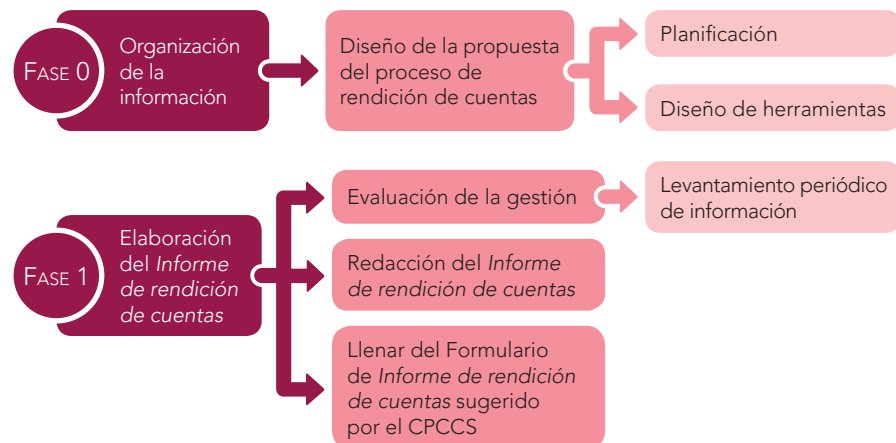 FASE 0
Organización
de la
información
Diseño de la propuesta
del proceso de
rendición de cuentas
Planificación
Diseño de herramientas
FASE 1
Elaboración
del Informe
de rendición
de cuentas
Evaluación de la gestión
Levantamiento periódico
de información
Redacción del Informe
de rendición de cuentas
Llenar del Formulario
de Informe de rendición
de cuentas sugerido
por el CPCCS